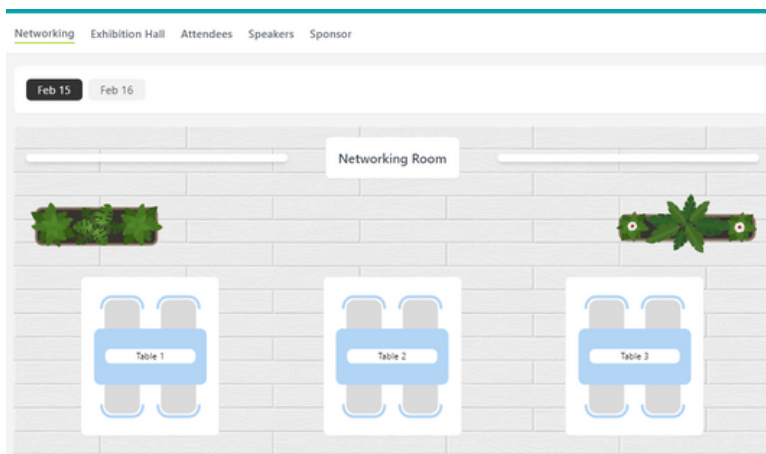 Networking Exhibition Hall Attendees Speakers Sponsor
Feb 15 Feb 16
Networking Room
Table 1 Table 2 Table 3